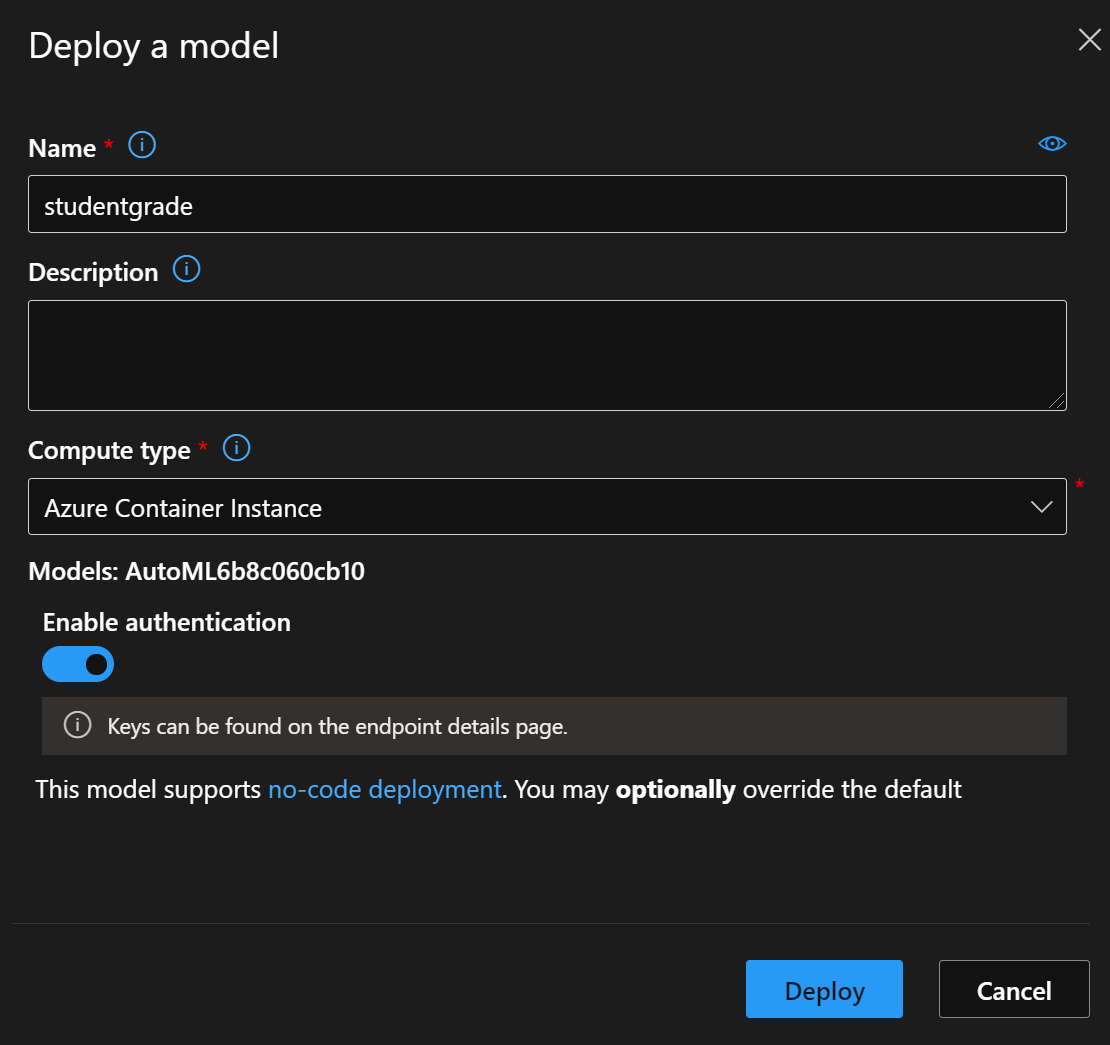 Deploy a model
Name *
studentgrade
Description
Compute type *
Azure Container Instance
*
Models: AutoML6b8c060cb10
Enable authentication
Keys can be found on the endpoint details page.
This model supports no-code deployment. You may optionally override the default
Deploy
Cancel